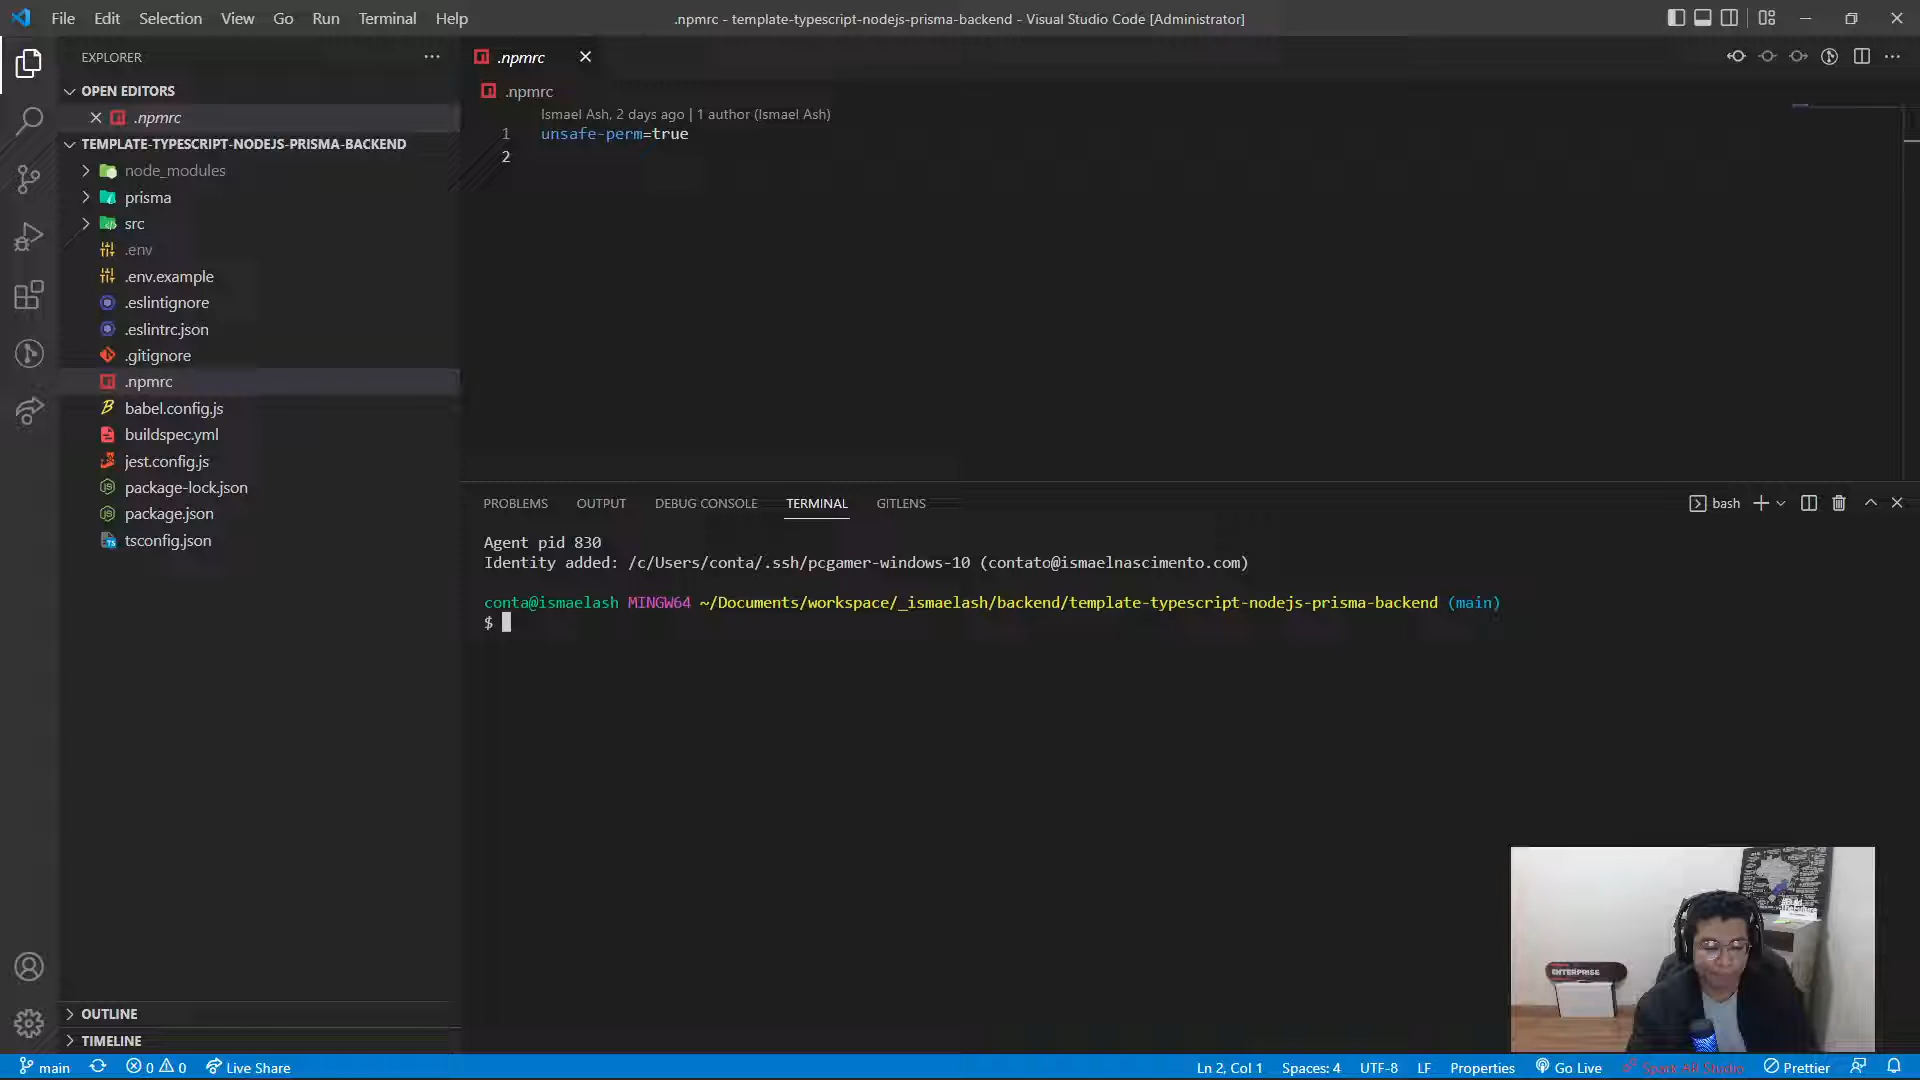 File Edit Selection View Go Run Terminal Help
.npmrc - template-typescript-nodejs-prisma-backend - Visual Studio Code [Administrator]
EXPLORER
OPEN EDITORS
.npmrc
TEMPLATE-TYPESCRIPT-NODEJS-PRISMA-BACKEND
node_modules
prisma
src
.env
.env.example
.eslintignore
.eslintrc.json
.gitignore
.npmrc
babel.config.js
buildspec.yml
jest.config.js
package-lock.json
package.json
tsconfig.json
OUTLINE
TIMELINE
.npmrc
.npmrc
Ismael Ash, 2 days ago | 1 author (Ismael Ash)
1 unsafe-perm=true
2
PROBLEMS OUTPUT DEBUG CONSOLE TERMINAL GITLENS
bash
Agent pid 830
Identity added: /c/Users/conta/.ssh/pcgamer-windows-10 (contato@ismaelnascimento.com)
conta@ismaelash MINGW64 ~/Documents/workspace/_ismaelash/backend/template-typescript-nodejs-prisma-backend (main)
$
ENTERPRISE
main 0 0 Live Share
Ln 2, Col 1 Spaces: 4 UTF-8 LF Properties Go Live Spark AR Studio Prettier